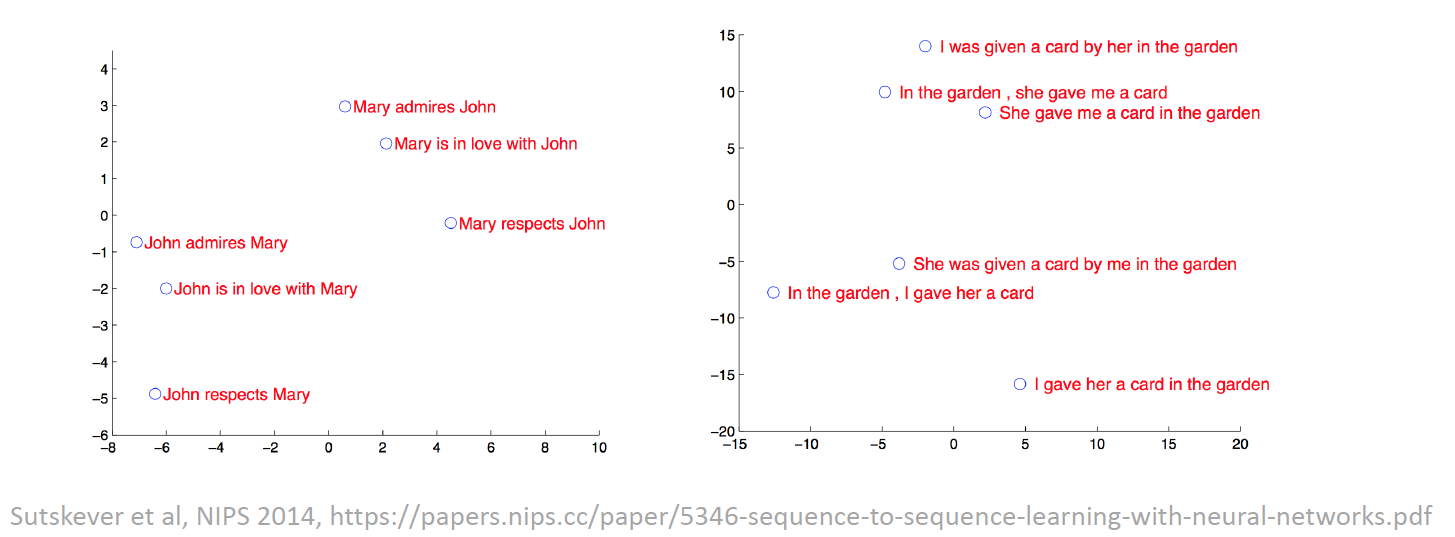 4
3
2
1
0
−1
−2
−3
−4
−5
−6
−8
−6
−4
−2
0
2
4
6
8
10
Mary admires John
Mary is in love with John
Mary respects John
John admires Mary
John is in love with Mary
John respects Mary
15
10
5
0
−5
−10
−15
−20
−15
−10
−5
0
5
10
15
20
I was given a card by her in the garden
In the garden , she gave me a card
She gave me a card in the garden
She was given a card by me in the garden
In the garden , I gave her a card
I gave her a card in the garden
Sutskever et al, NIPS 2014, https://papers.nips.cc/paper/5346-sequence-to-sequence-learning-with-neural-networks.pdf